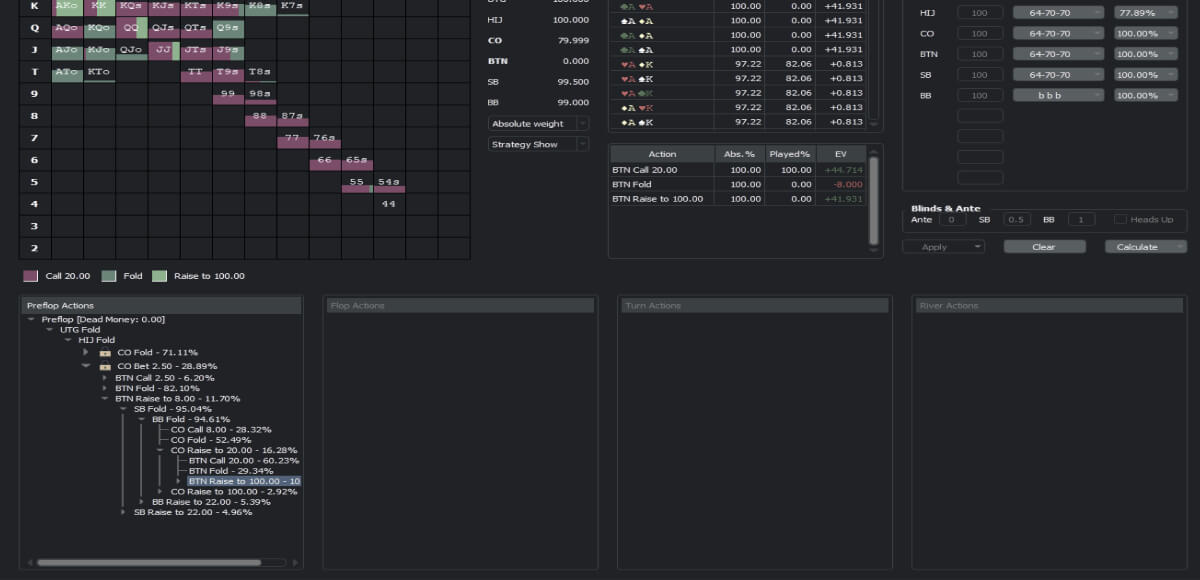 K AKo KK KQs KJs KTs K9s K8s K7s
Q AQo KQo QQ QJs QTs Q9s
J AJo KJo QJo JJ JTs J9s
T ATo KTo TT T9s T8s
9 99 98s
8 88 87s
7 77 76s
6 66 65s
5 55 54s
4 44
3
2
Call 20.00 Fold Raise to 100.00
HIJ 100.000
CO 79.999
BTN 0.000
SB 99.500
BB 99.000
Absolute weight
Strategy Show
♣A ♥A 100.00 0.00 +41.931
♠A ♦A 100.00 0.00 +41.931
♣A ♠A 100.00 0.00 +41.931
♣A ♦A 100.00 0.00 +41.931
♥A ♦K 97.22 82.06 +0.813
♥A ♠K 97.22 82.06 +0.813
♥A ♣K 97.22 82.06 +0.813
♦A ♥K 97.22 82.06 +0.813
♦A ♠K 97.22 82.06 +0.813
Action Abs. % Played% EV
BTN Call 20.00 100.00 100.00 +44.714
BTN Fold 100.00 0.00 -8.000
BTN Raise to 100.00 100.00 0.00 +41.931
HIJ 100 64-70-70 77.89%
CO 100 64-70-70 100.00%
BTN 100 64-70-70 100.00%
SB 100 64-70-70 100.00%
BB 100 b b b 100.00%
Blinds & Ante
Ante 0 SB 0.5 BB 1 Heads Up
Apply Clear Calculate
Preflop Actions
Preflop [Dead Money: 0.00]
UTG Fold
HIJ Fold
CO Fold - 71.11%
CO Bet 2.50 - 28.89%
BTN Call 2.50 - 6.20%
BTN Fold - 82.10%
BTN Raise to 8.00 - 11.70%
SB Fold - 95.04%
BB Fold - 94.61%
CO Call 8.00 - 28.32%
CO Fold - 52.49%
CO Raise to 20.00 - 16.28%
BTN Call 20.00 - 60.23%
BTN Fold - 29.34%
BTN Raise to 100.00 - 10
CO Raise to 100.00 - 2.92%
BB Raise to 22.00 - 5.39%
SB Raise to 22.00 - 4.96%
Flop Actions
Turn Actions
River Actions